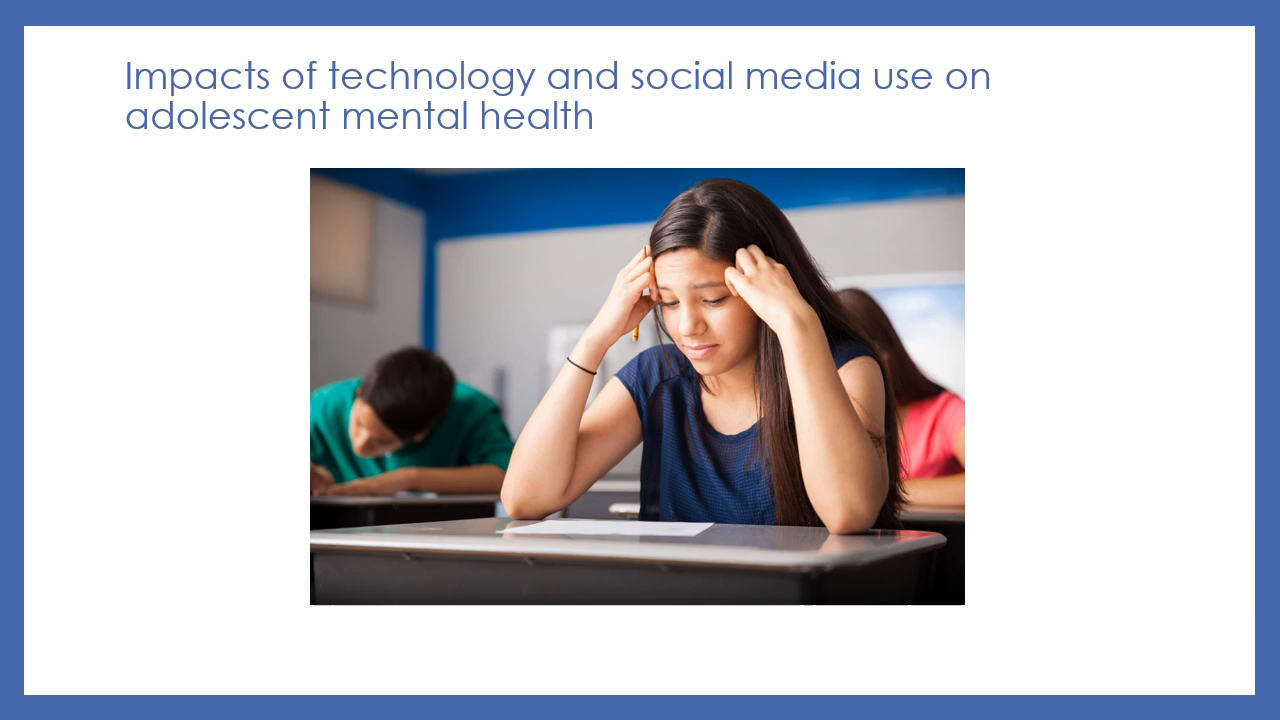 Impacts of technology and social media use on
adolescent mental health